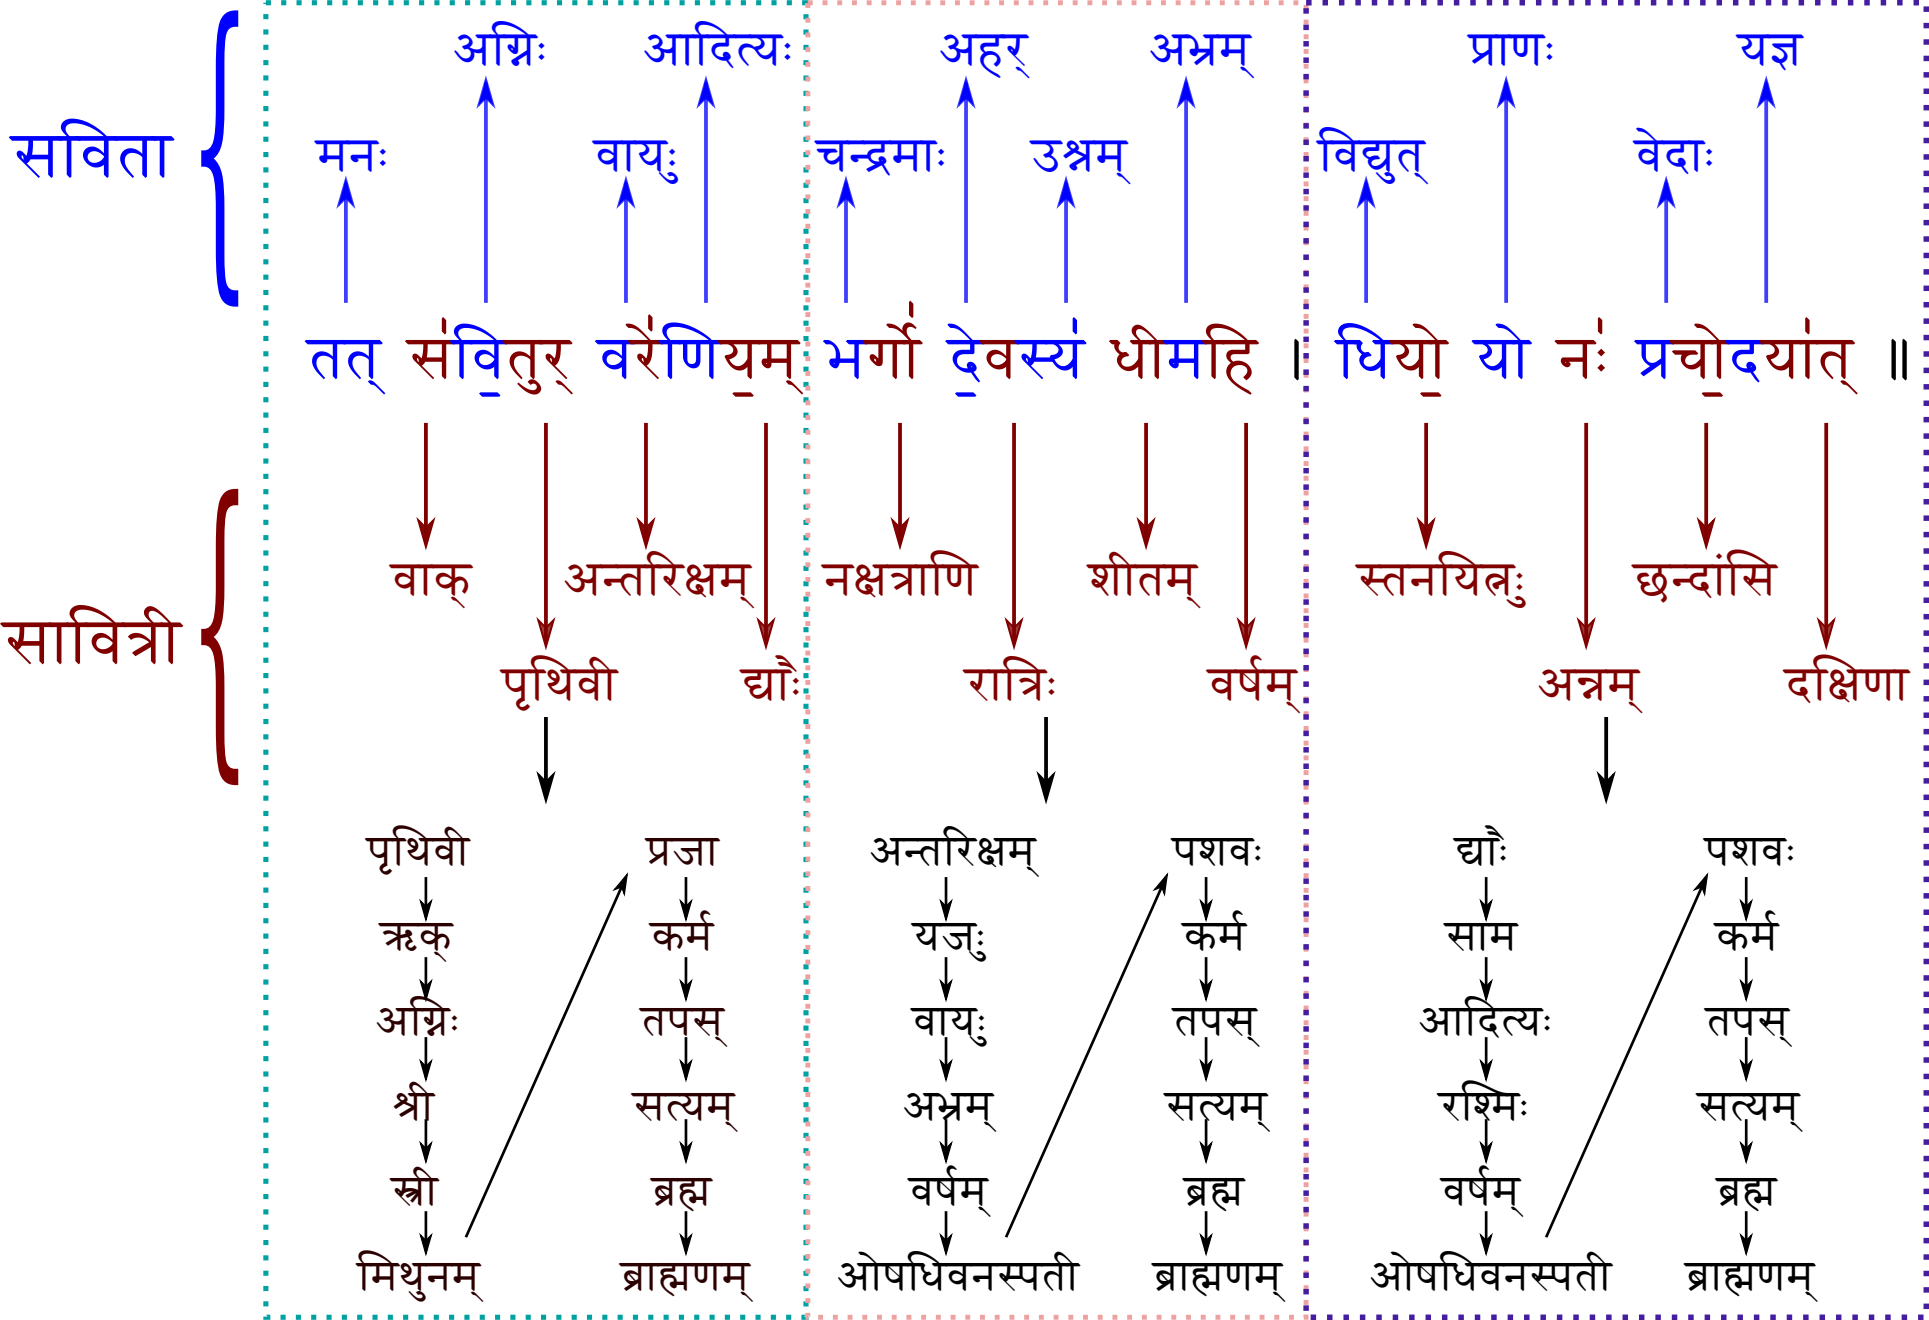 अग्निः आदित्यः अहर् अभ्रम् प्राणः यज्ञ
सविता मनः वायुः चन्द्रमाः उश्नम् विद्युत् वेदाः
तत् स॑वि॒तुर् वरे॑णिय॒म् भर्गो॑ दे॒वस्य॑ धीमहि । धियो॒ यो नः॑ प्रचो॒दया॑त् ॥
वाक् अन्तरिक्षम् नक्षत्राणि शीतम् स्तनयित्नुः छन्दांसि
सावित्री
पृथिवी द्यौः रात्रिः वर्षम् अन्नम् दक्षिणा
पृथिवी प्रजा अन्तरिक्षम् पशवः द्यौः पशवः
ऋक् कर्म यजुः कर्म साम कर्म
अग्निः तपस् वायुः तपस् आदित्यः तपस्
श्री सत्यम् अभ्रम् सत्यम् रश्मिः सत्यम्
स्त्री ब्रह्म वर्षम् ब्रह्म वर्षम् ब्रह्म
मिथुनम् ब्राह्मणम् ओषधिवनस्पती ब्राह्मणम् ओषधिवनस्पती ब्राह्मणम्